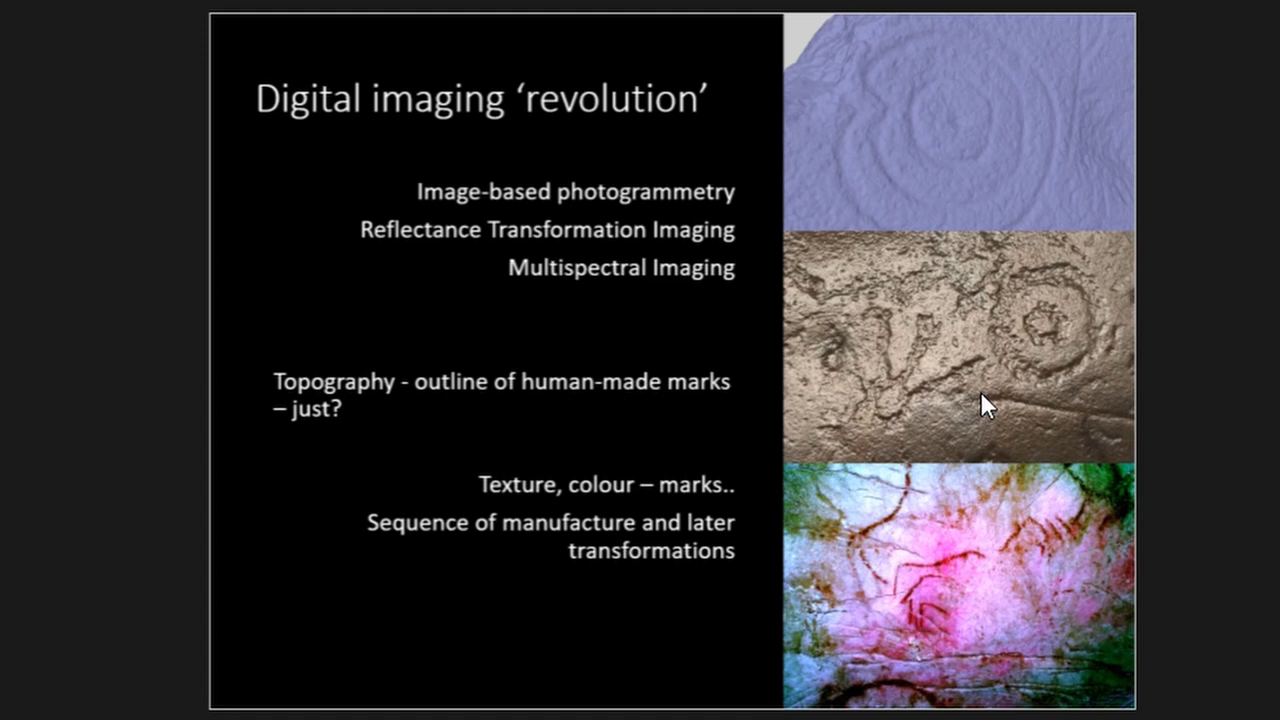 Digital imaging ‘revolution’
Image-based photogrammetry
Reflectance Transformation Imaging
Multispectral Imaging
Topography - outline of human-made marks
– just?
Texture, colour – marks..
Sequence of manufacture and later
transformations